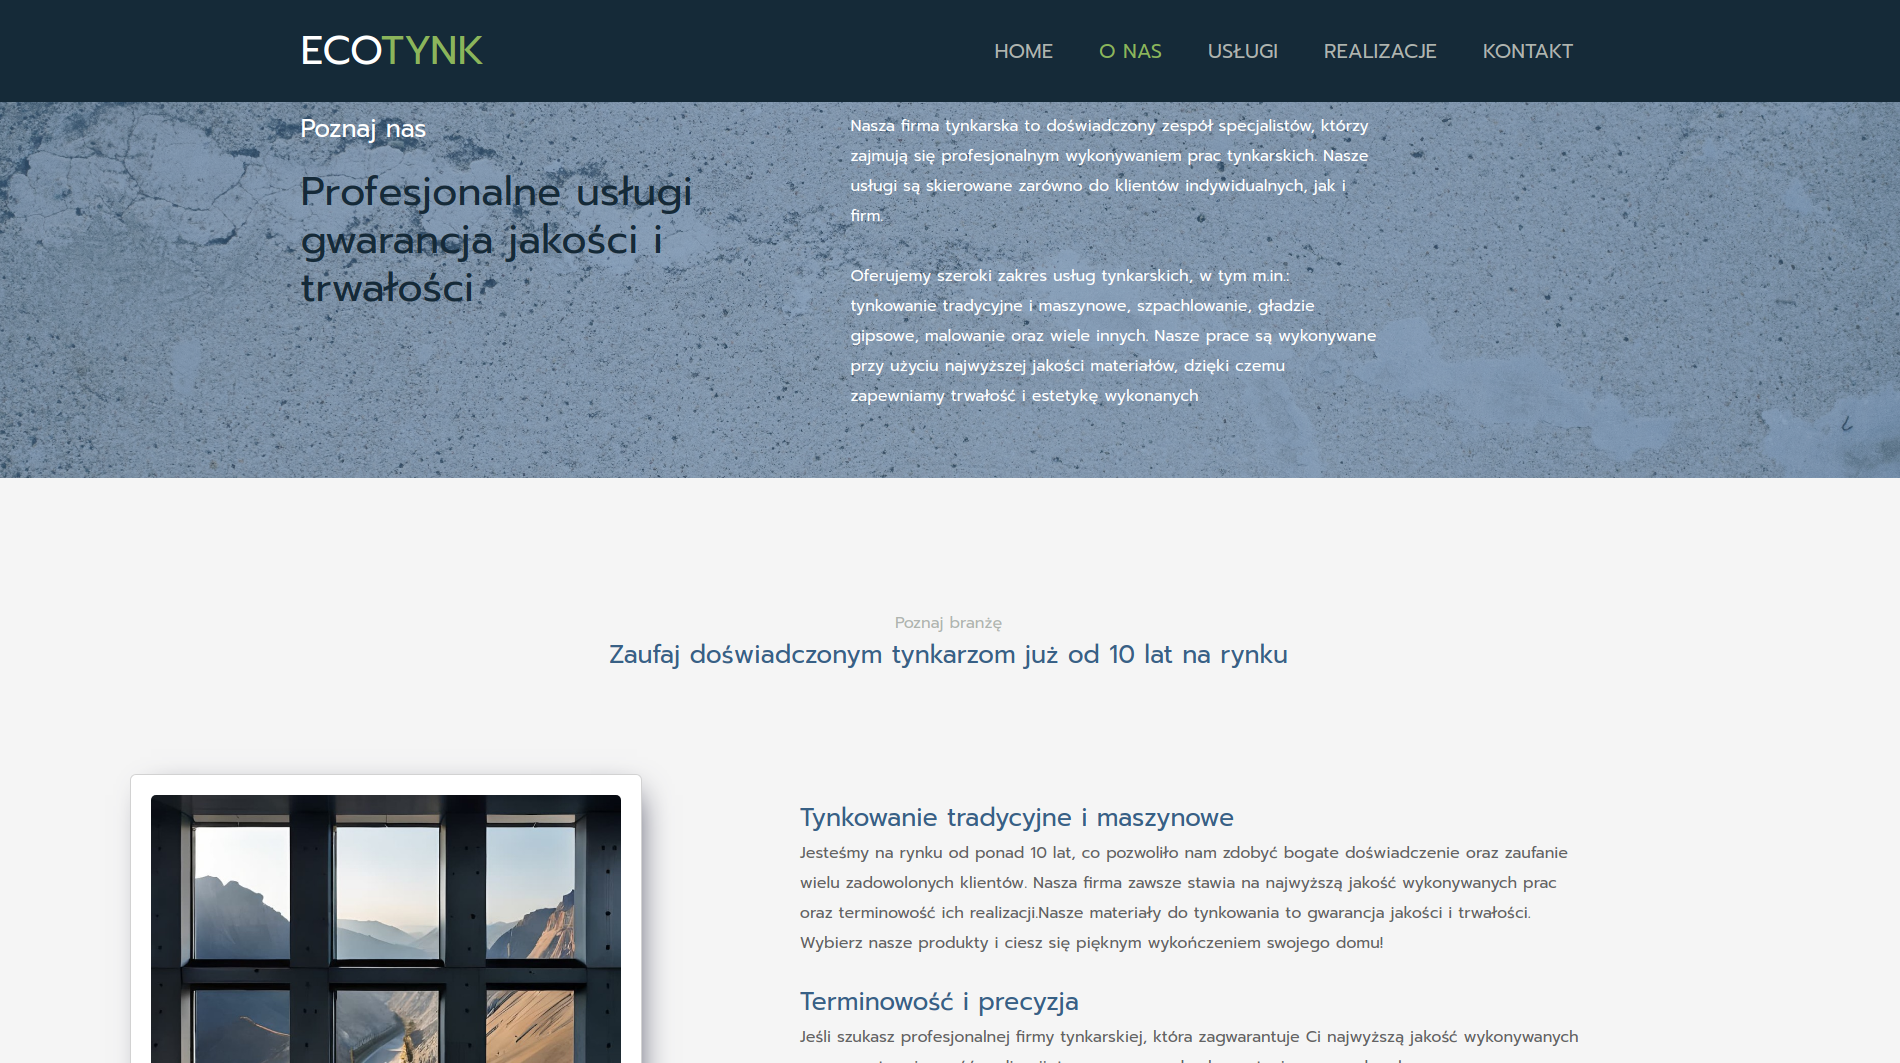 ECOTYNK
HOME O NAS USŁUGI REALIZACJE KONTAKT
Poznaj nas
Profesjonalne usługi
gwarancja jakości i
trwałości
Nasza firma tynkarska to doświadczony zespół specjalistów, którzy
zajmują się profesjonalnym wykonywaniem prac tynkarskich. Nasze
usługi są skierowane zarówno do klientów indywidualnych, jak i
firm.
Oferujemy szeroki zakres usług tynkarskich, w tym m.in.:
tynkowanie tradycyjne i maszynowe, szpachlowanie, gładzie
gipsowe, malowanie oraz wiele innych. Nasze prace są wykonywane
przy użyciu najwyższej jakości materiałów, dzięki czemu
zapewniamy trwałość i estetykę wykonanych
Poznaj branżę
Zaufaj doświadczonym tynkarzom już od 10 lat na rynku
Tynkowanie tradycyjne i maszynowe
Jesteśmy na rynku od ponad 10 lat, co pozwoliło nam zdobyć bogate doświadczenie oraz zaufanie
wielu zadowolonych klientów. Nasza firma zawsze stawia na najwyższą jakość wykonywanych prac
oraz terminowość ich realizacji.Nasze materiały do tynkowania to gwarancja jakości i trwałości.
Wybierz nasze produkty i ciesz się pięknym wykończeniem swojego domu!
Terminowość i precyzja
Jeśli szukasz profesjonalnej firmy tynkarskiej, która zagwarantuje Ci najwyższą jakość wykonywanych